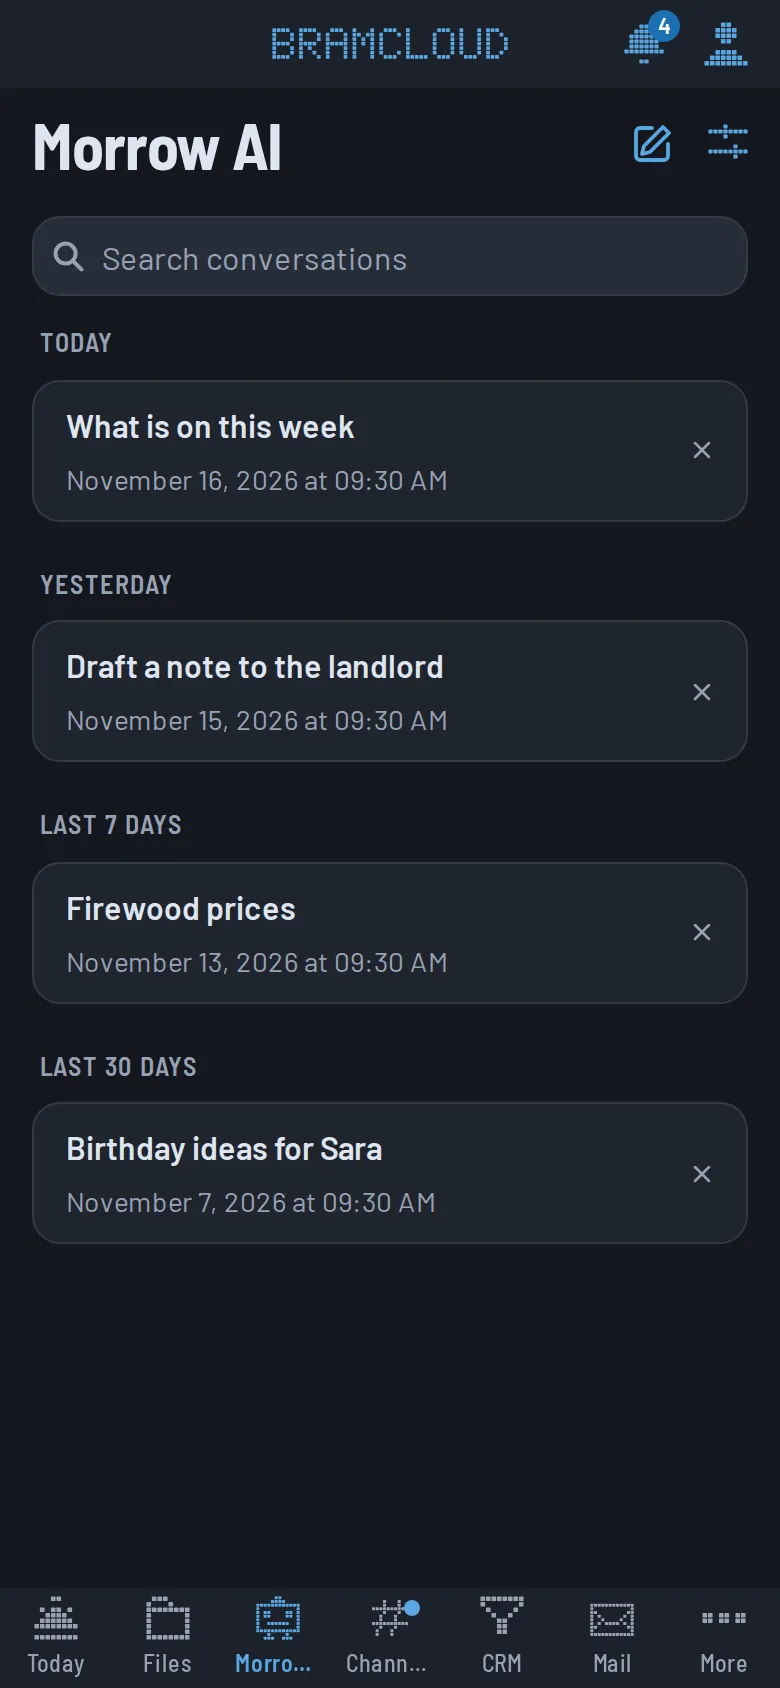 BRAMCLOUD
4
Morrow AI
Search conversations
TODAY
What is on this week
November 16, 2026 at 09:30 AM
YESTERDAY
Draft a note to the landlord
November 15, 2026 at 09:30 AM
LAST 7 DAYS
Firewood prices
November 13, 2026 at 09:30 AM
LAST 30 DAYS
Birthday ideas for Sara
November 7, 2026 at 09:30 AM
Today Files Morro... Chann... CRM Mail More